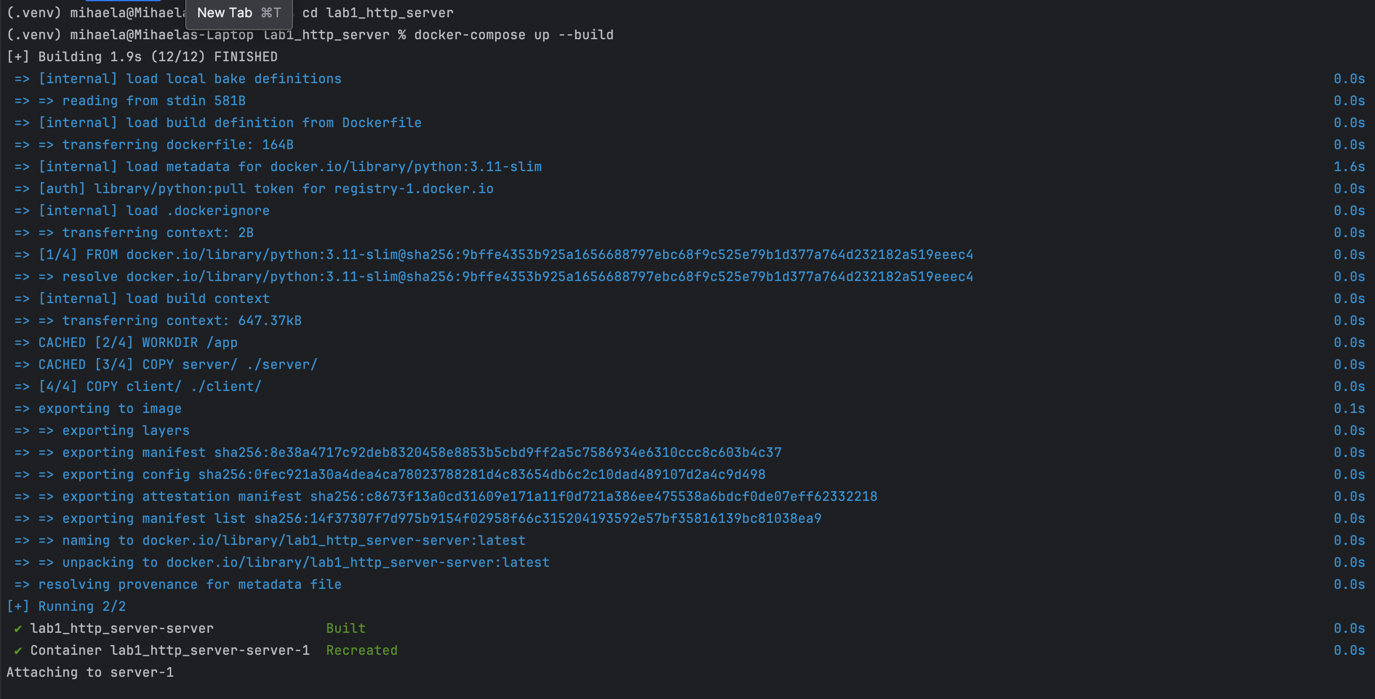 (.venv) mihaela@Mihaela New Tab ⌘T cd lab1_http_server
(.venv) mihaela@Mihaelas-Laptop lab1_http_server % docker-compose up --build
[+] Building 1.9s (12/12) FINISHED
=> [internal] load local bake definitions 0.0s
=> => reading from stdin 581B 0.0s
=> [internal] load build definition from Dockerfile 0.0s
=> => transferring dockerfile: 164B 0.0s
=> [internal] load metadata for docker.io/library/python:3.11-slim 1.6s
=> [auth] library/python:pull token for registry-1.docker.io 0.0s
=> [internal] load .dockerignore 0.0s
=> => transferring context: 2B 0.0s
=> [1/4] FROM docker.io/library/python:3.11-slim@sha256:9bffe4353b925a1656688797ebc68f9c525e79b1d377a764d232182a519eeec4 0.0s
=> => resolve docker.io/library/python:3.11-slim@sha256:9bffe4353b925a1656688797ebc68f9c525e79b1d377a764d232182a519eeec4 0.0s
=> [internal] load build context 0.0s
=> => transferring context: 647.37kB 0.0s
=> CACHED [2/4] WORKDIR /app 0.0s
=> CACHED [3/4] COPY server/ ./server/ 0.0s
=> [4/4] COPY client/ ./client/ 0.0s
=> exporting to image 0.1s
=> => exporting layers 0.0s
=> => exporting manifest sha256:8e38a4717c92deb8320458e8853b5cbd9ff2a5c7586934e6310ccc8c603b4c37 0.0s
=> => exporting config sha256:0fec921a30a4dea4ca78023788281d4c83654db6c2c10dad489107d2a4c9d498 0.0s
=> => exporting attestation manifest sha256:c8673f13a0cd31609e171a11f0d721a386ee475538a6bdcf0de07eff62332218 0.0s
=> => exporting manifest list sha256:14f37307f7d975b9154f02958f66c315204193592e57bf35816139bc81038ea9 0.0s
=> => naming to docker.io/library/lab1_http_server-server:latest 0.0s
=> => unpacking to docker.io/library/lab1_http_server-server:latest 0.0s
=> resolving provenance for metadata file 0.0s
[+] Running 2/2
✔ lab1_http_server-server Built 0.0s
✔ Container lab1_http_server-server-1 Recreated 0.0s
Attaching to server-1